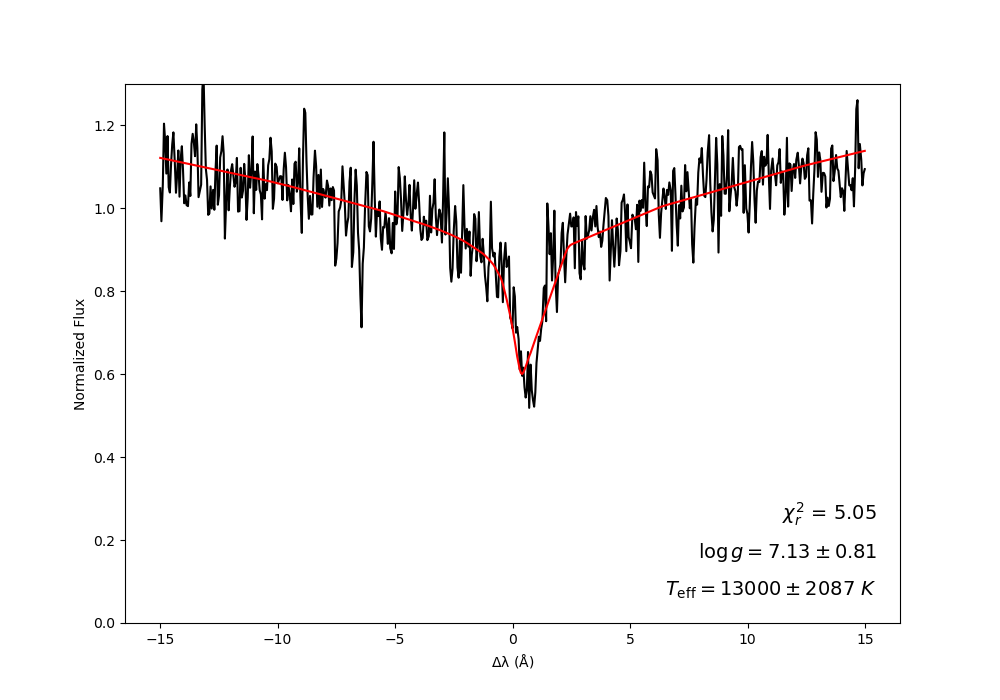 1.2
1.0
0.8
0.6
0.4
0.2
0.0
Normalized Flux
χ²ᵣ = 5.05
log g = 7.13 ± 0.81
T_eff = 13000 ± 2087 K
−15 −10 −5 0 5 10 15
Δλ (Å)